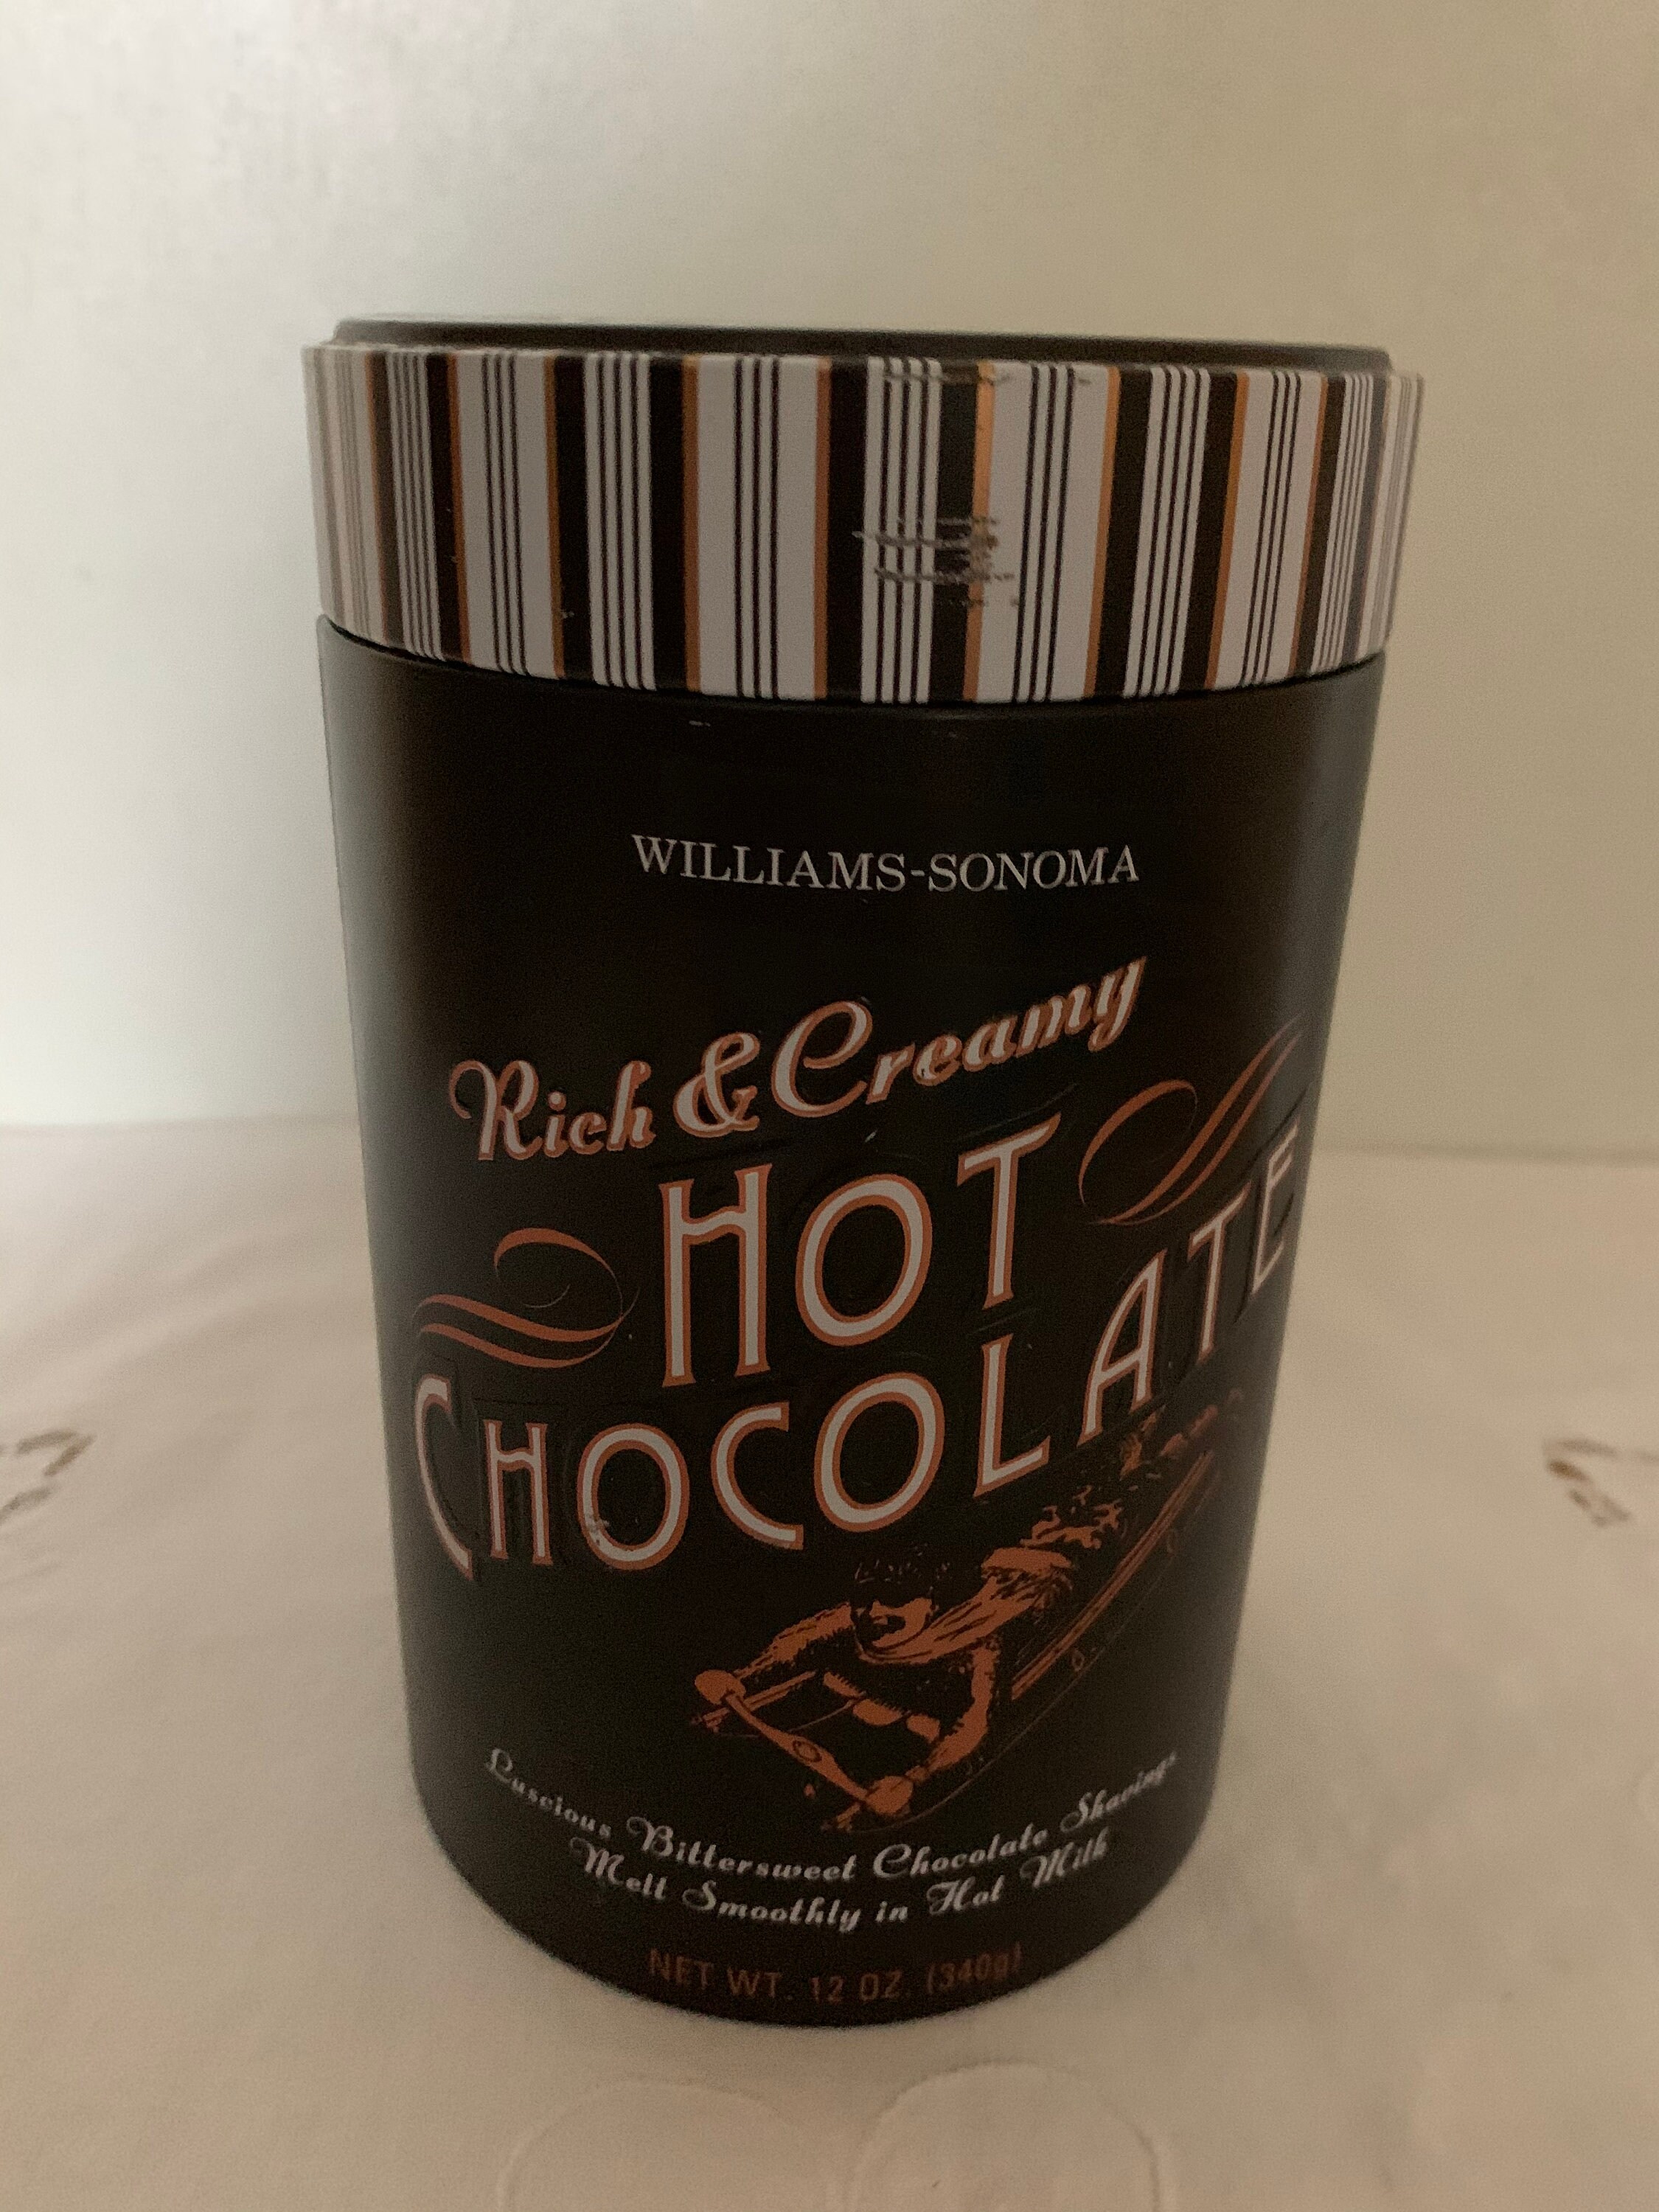 WILLIAMS-SONOMA
Rich & Creamy
HOT
CHOCOLATE
Luscious Bittersweet Chocolate Shavings
Melt Smoothly in Hot Milk
NET WT. 12 OZ. (340g)